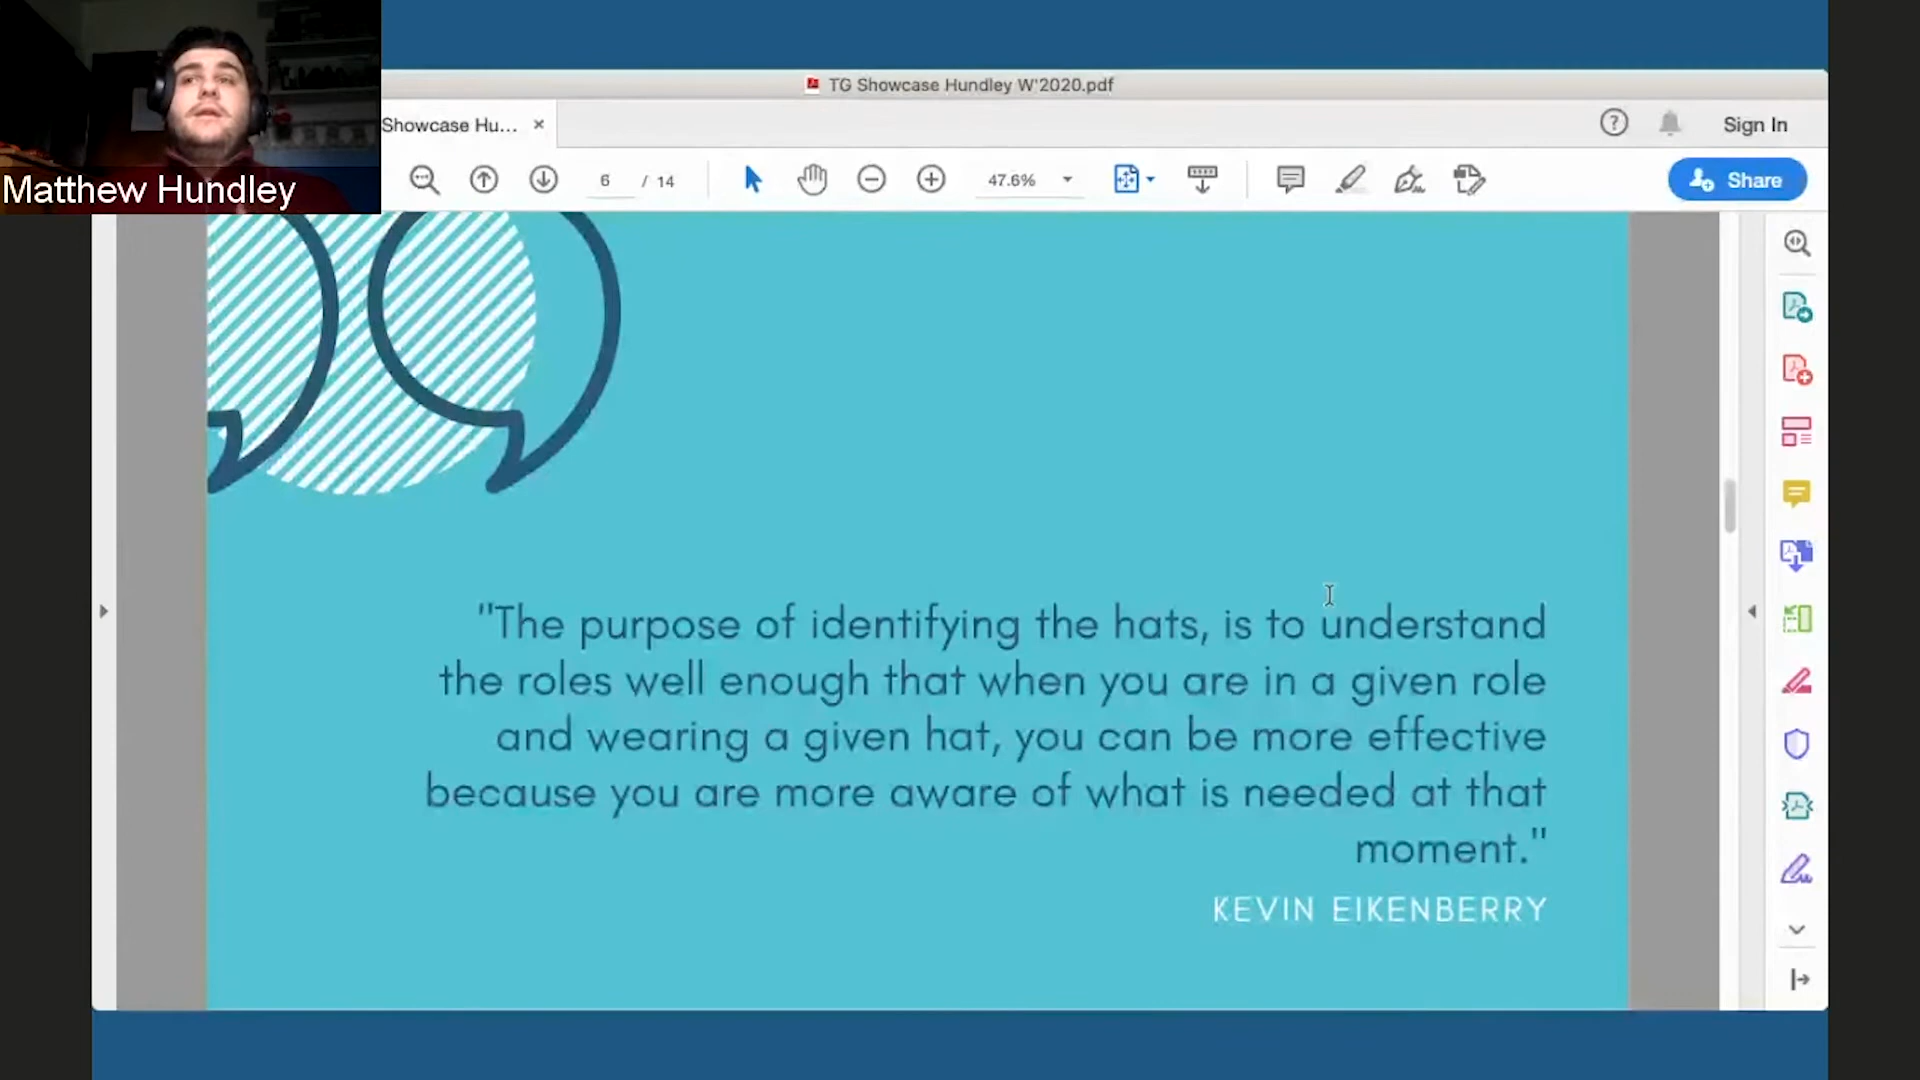 TG Showcase Hundley W'2020.pdf
Showcase Hu...
Sign In
6 / 14
47.6%
Share
Matthew Hundley
"The purpose of identifying the hats, is to understand
the roles well enough that when you are in a given role
and wearing a given hat, you can be more effective
because you are more aware of what is needed at that
moment."
KEVIN EIKENBERRY